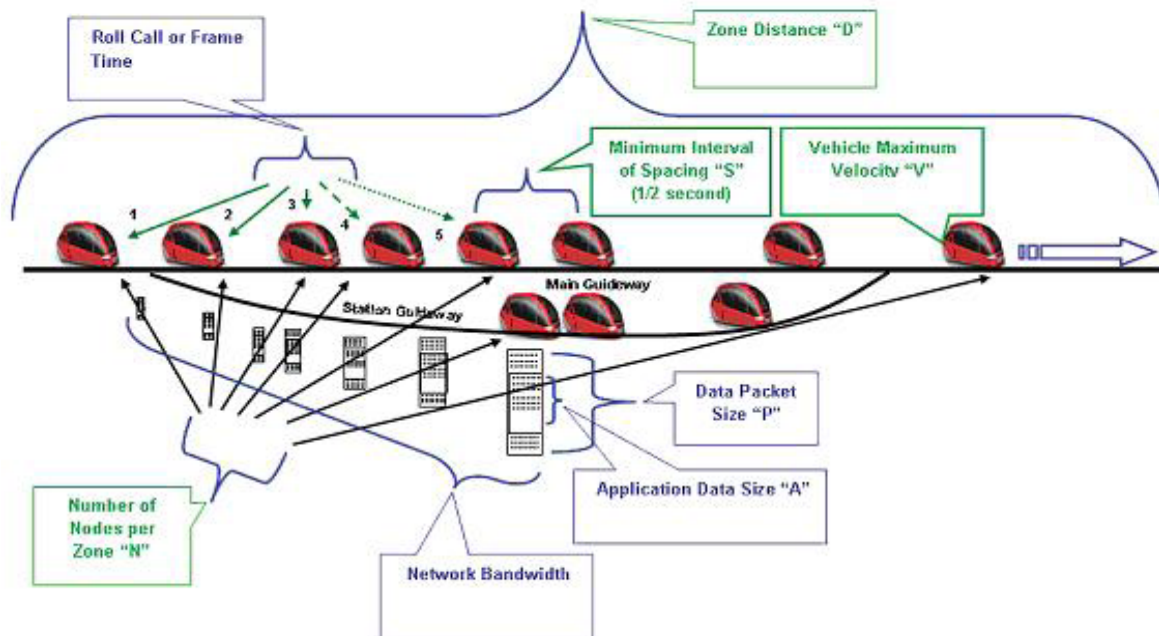 Roll Call or Frame
Time
Zone Distance “D”
Minimum Interval
of Spacing “S”
(1/2 second)
Vehicle Maximum
Velocity “V”
1
2
3
4
5
Main Guideway
Station Guideway
Data Packet
Size “P”
Application Data Size “A”
Number of
Nodes per
Zone “N”
Network Bandwidth